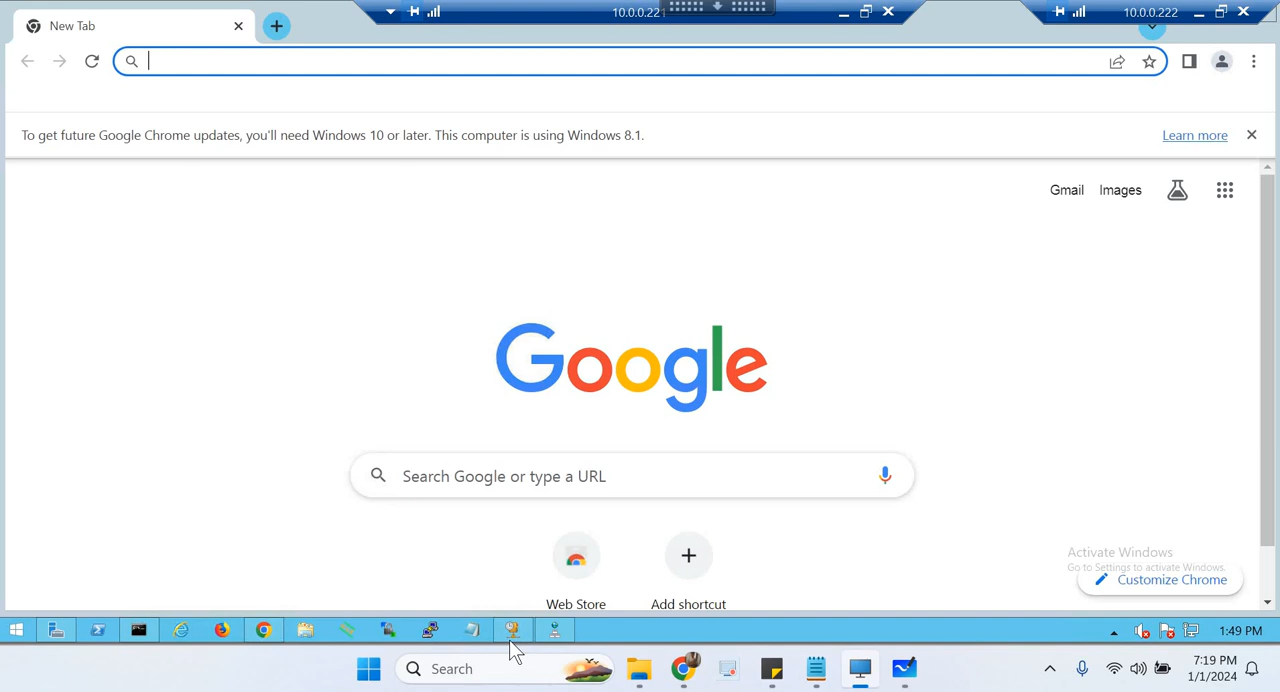 New Tab
10.0.0.221
10.0.0.222
To get future Google Chrome updates, you'll need Windows 10 or later. This computer is using Windows 8.1.
Learn more
Gmail
Images
Google
Search Google or type a URL
Activate Windows
Go to Settings to activate Windows.
Customize Chrome
Web Store
Add shortcut
1:49 PM
Search
7:19 PM
1/1/2024